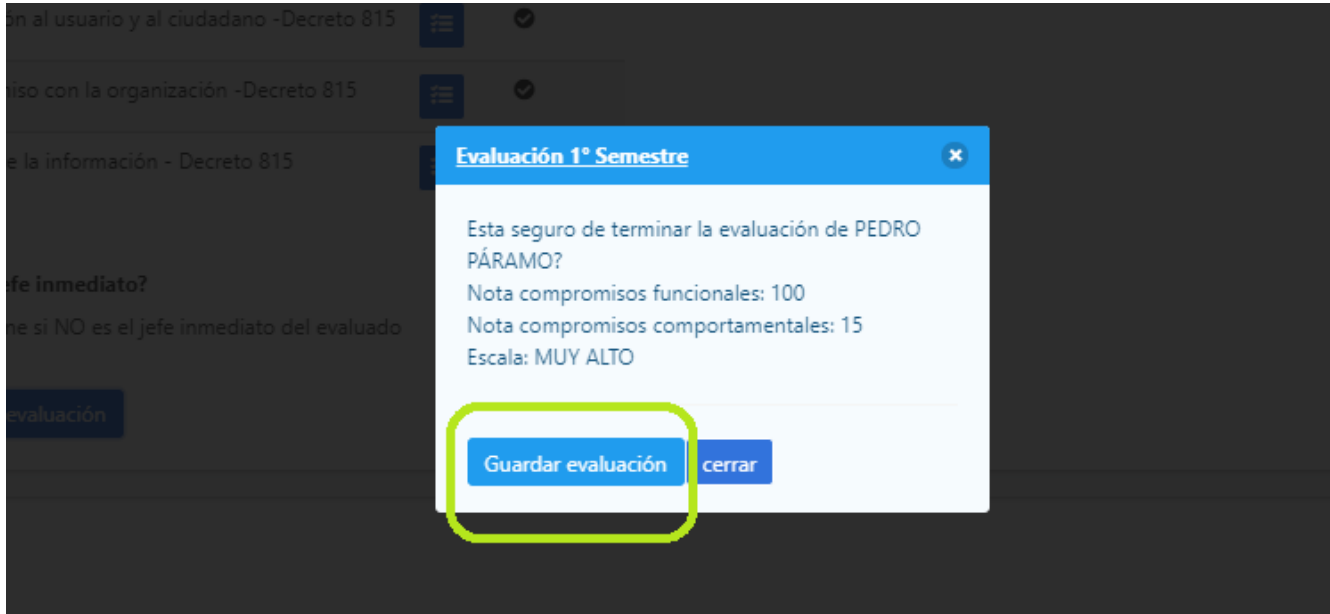 ón al usuario y al ciudadano -Decreto 815
niso con la organización -Decreto 815
e la información - Decreto 815
Evaluación 1° Semestre
Esta seguro de terminar la evaluación de PEDRO
PÁRAMO?
Nota compromisos funcionales: 100
Nota compromisos comportamentales: 15
Escala: MUY ALTO
efe inmediato?
me si NO es el jefe inmediato del evaluado
evaluación
Guardar evaluación
cerrar